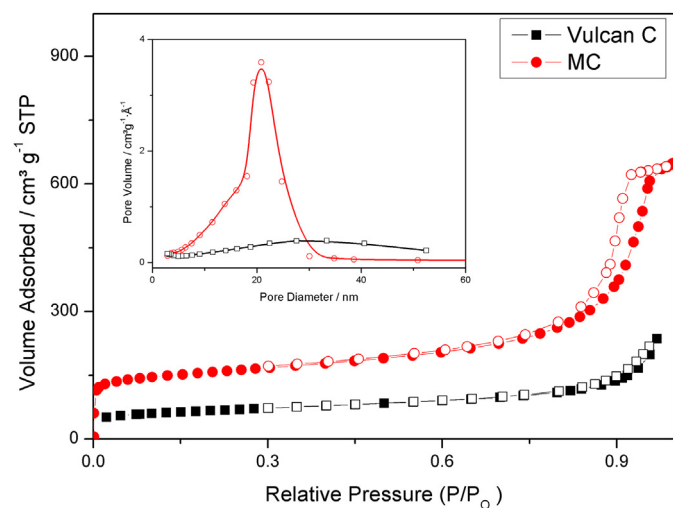 Vulcan C
MC
900
600
300
0
0.0
0.3
0.6
0.9
Volume Adsorbed / cm³ g⁻¹ STP
Relative Pressure (P/P₀)
4
2
0
0
20
40
60
Pore Volume / cm³g⁻¹·Å⁻¹
Pore Diameter / nm